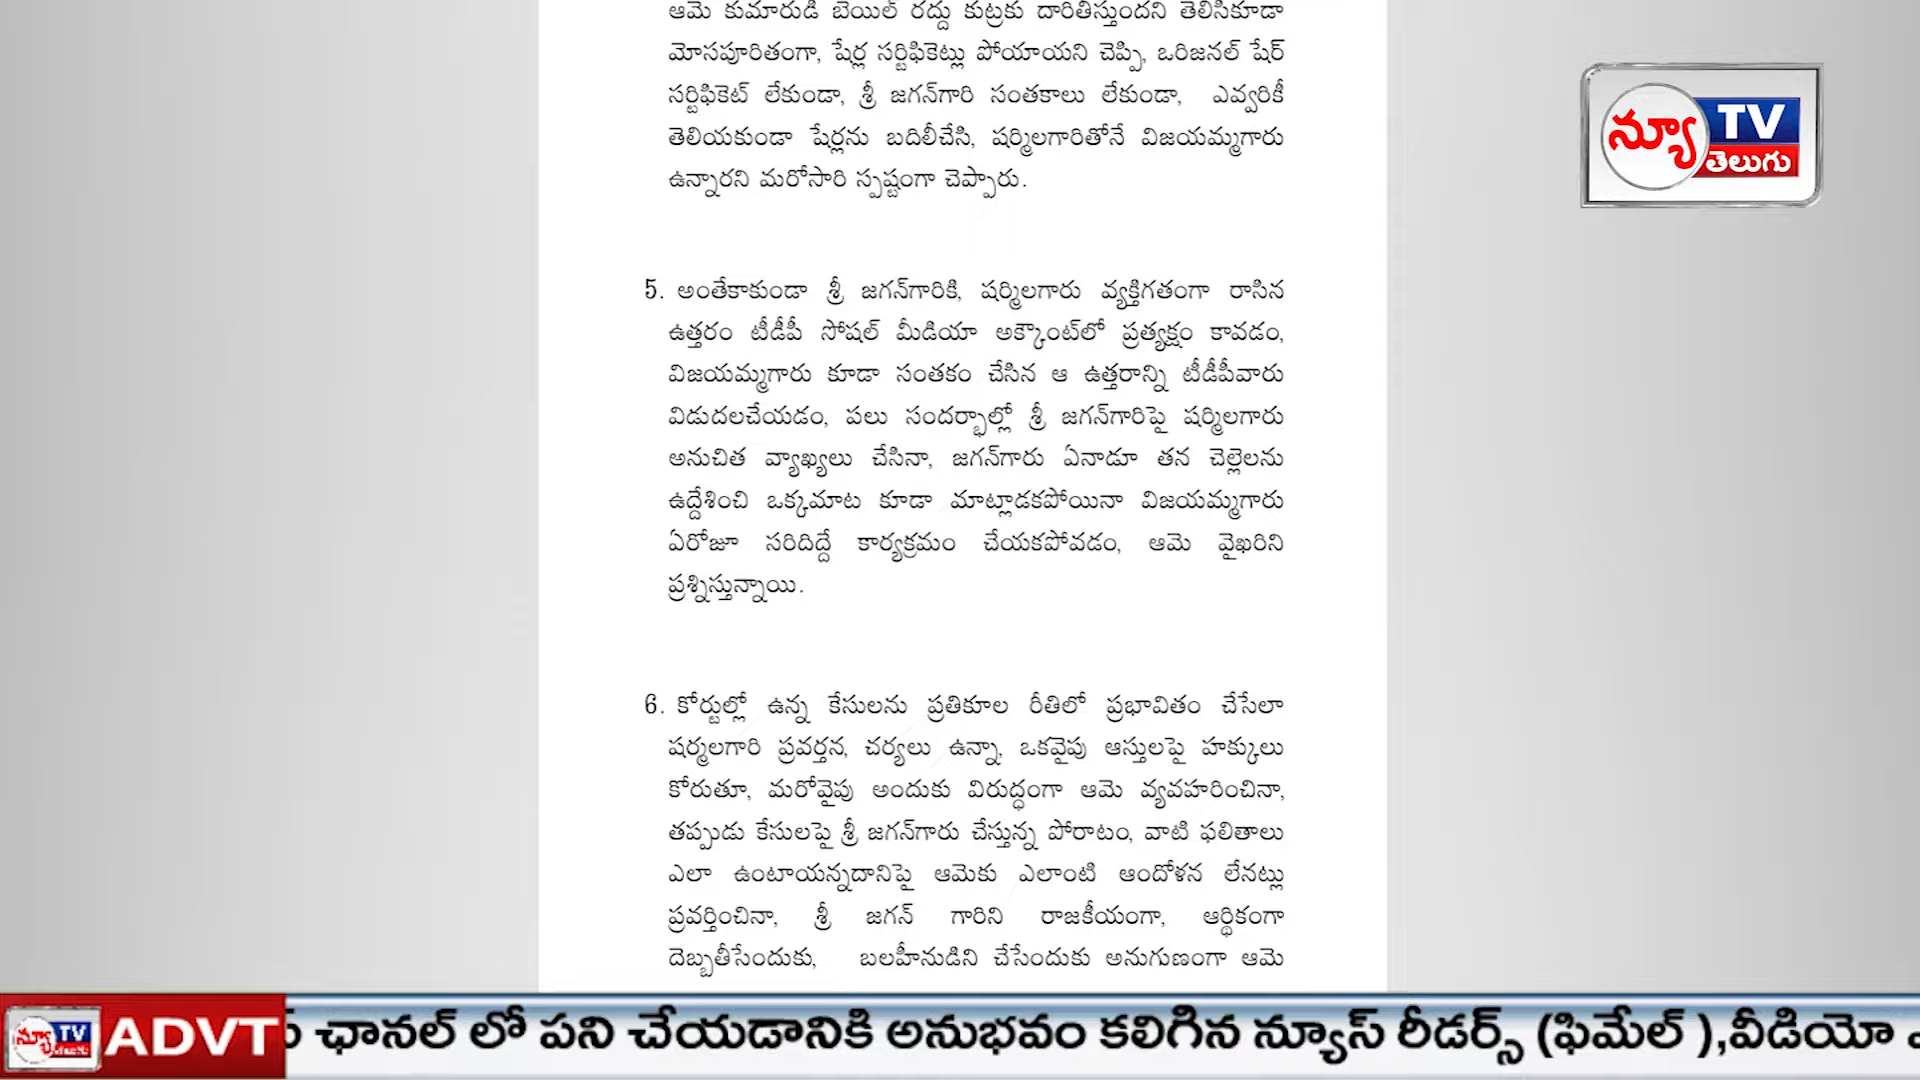 ఆమె కుమారుడి బెయిల్ రద్దు కుట్రకు దారితీస్తుందని తెలిసికూడా
మోసపూరితంగా, షేర్ల సర్టిఫికెట్లు పోయాయని చెప్పి, ఒరిజనల్ షేర్
సర్టిఫికెట్ లేకుండా, శ్రీ జగన్‌గారి సంతకాలు లేకుండా, ఎవ్వరికీ
తెలియకుండా షేర్లను బదిలీచేసి, షర్మిలగారితోనే విజయమ్మగారు
ఉన్నారని మరోసారి స్పష్టంగా చెప్పారు.
5. అంతేకాకుండా శ్రీ జగన్‌గారికి, షర్మిలగారు వ్యక్తిగతంగా రాసిన
ఉత్తరం టీడీపీ సోషల్ మీడియా అక్కౌంట్‌లో ప్రత్యక్షం కావడం,
విజయమ్మగారు కూడా సంతకం చేసిన ఆ ఉత్తరాన్ని టీడీపీవారు
విడుదలచేయడం, పలు సందర్భాల్లో శ్రీ జగన్‌గారిపై షర్మిలగారు
అనుచిత వ్యాఖ్యలు చేసినా, జగన్‌గారు ఏనాడూ తన చెల్లెలను
ఉద్దేశించి ఒక్కమాట కూడా మాట్లాడకపోయినా విజయమ్మగారు
ఏరోజూ సరిదిద్దే కార్యక్రమం చేయకపోవడం, ఆమె వైఖరిని
ప్రశ్నిస్తున్నాయి.
6. కోర్టుల్లో ఉన్న కేసులను ప్రతికూల రీతిలో ప్రభావితం చేసేలా
షర్మలగారి ప్రవర్తన, చర్యలు ఉన్నా, ఒకవైపు ఆస్తులపై హక్కులు
కోరుతూ, మరోవైపు అందుకు విరుద్ధంగా ఆమె వ్యవహరించినా,
తప్పుడు కేసులపై శ్రీ జగన్‌గారు చేస్తున్న పోరాటం, వాటి ఫలితాలు
ఎలా ఉంటాయన్నదానిపై ఆమెకు ఎలాంటి ఆందోళన లేనట్లు
ప్రవర్తించినా, శ్రీ జగన్ గారిని రాజకీయంగా, ఆర్థికంగా
దెబ్బతీసేందుకు, బలహీనుడిని చేసేందుకు అనుగుణంగా ఆమె
న్యూ TV తెలుగు
న్యూ TV తెలుగు ADVT ఛానల్ లో పని చేయడానికి అనుభవం కలిగిన న్యూస్ రీడర్స్ (ఫిమేల్ ),వీడియో